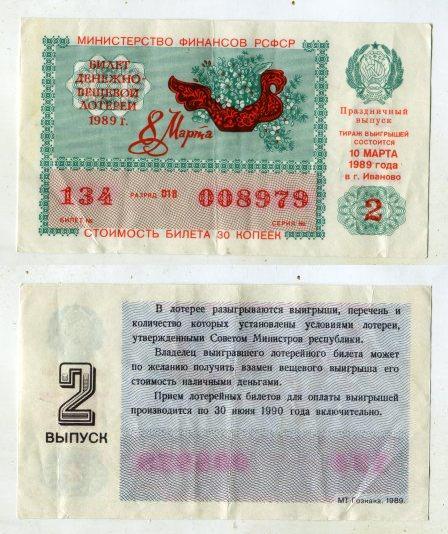 МИНИСТЕРСТВО ФИНАНСОВ РСФСР
БИЛЕТ
ДЕНЕЖНО-
ВЕЩЕВОЙ
ЛОТЕРЕИ
1989 г.
8 Марта
Праздничный
выпуск
ТИРАЖ ВЫИГРЫШЕЙ
СОСТОИТСЯ
10 МАРТА
1989 года
в г. Иваново
2
134 РАЗРЯД 018 008979
БИЛЕТ № СЕРИЯ №
СТОИМОСТЬ БИЛЕТА 30 КОПЕЕК
2
ВЫПУСК
В лотерее разыгрываются выигрыши, перечень и
количество которых установлены условиями лотереи,
утвержденными Советом Министров республики.
Владелец выигравшего лотерейного билета может
по желанию получить взамен вещевого выигрыша его
стоимость наличными деньгами.
Прием лотерейных билетов для оплаты выигрышей
производится по 30 июня 1990 года включительно.
МТ Гознака. 1989.